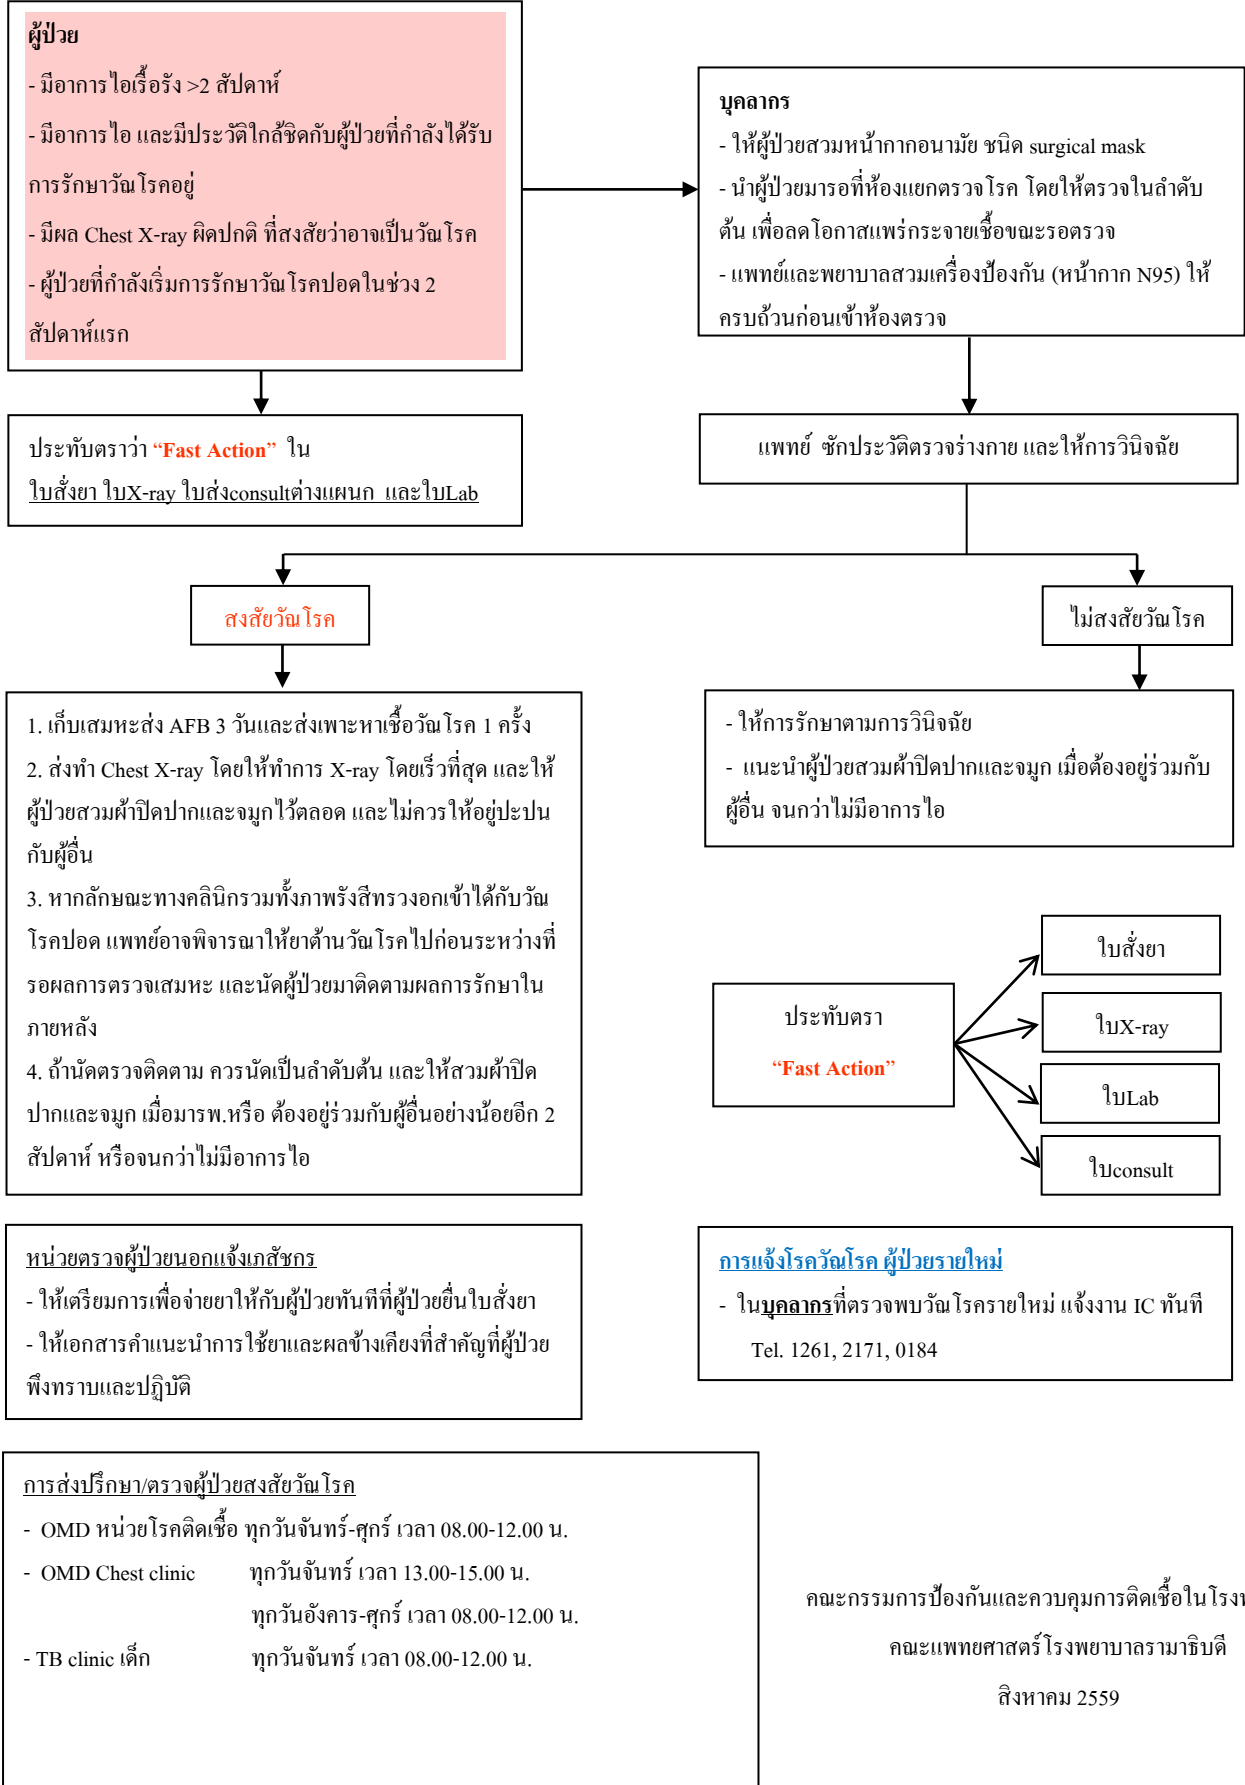 ผู้ป่วย
- มีอาการไอเรื้อรัง >2 สัปดาห์
- มีอาการไอ และมีประวัติใกล้ชิดกับผู้ป่วยที่กำลังได้รับ
การรักษาวัณโรคอยู่
- มีผล Chest X-ray ผิดปกติ ที่สงสัยว่าอาจเป็นวัณโรค
- ผู้ป่วยที่กำลังเริ่มการรักษาวัณโรคปอดในช่วง 2
สัปดาห์แรก
บุคลากร
- ให้ผู้ป่วยสวมหน้ากากอนามัย ชนิด surgical mask
- นำผู้ป่วยมารอที่ห้องแยกตรวจโรค โดยให้ตรวจในลำดับ
ต้น เพื่อลดโอกาสแพร่กระจายเชื้อขณะรอตรวจ
- แพทย์และพยาบาลสวมเครื่องป้องกัน (หน้ากาก N95) ให้
ครบถ้วนก่อนเข้าห้องตรวจ
ประทับตราว่า “Fast Action” ใน
ใบสั่งยา ใบX-ray ใบส่งconsultต่างแผนก และใบLab
แพทย์ ซักประวัติตรวจร่างกาย และให้การวินิจฉัย
สงสัยวัณโรค
ไม่สงสัยวัณโรค
1. เก็บเสมหะส่ง AFB 3 วันและส่งเพาะหาเชื้อวัณโรค 1 ครั้ง
2. ส่งทำ Chest X-ray โดยให้ทำการ X-ray โดยเร็วที่สุด และให้
ผู้ป่วยสวมผ้าปิดปากและจมูกไว้ตลอด และไม่ควรให้อยู่ปะปน
กับผู้อื่น
3. หากลักษณะทางคลินิกรวมทั้งภาพรังสีทรวงอกเข้าได้กับวัณ
โรคปอด แพทย์อาจพิจารณาให้ยาต้านวัณโรคไปก่อนระหว่างที่
รอผลการตรวจเสมหะ และนัดผู้ป่วยมาติดตามผลการรักษาใน
ภายหลัง
4. ถ้านัดตรวจติดตาม ควรนัดเป็นลำดับต้น และให้สวมผ้าปิด
ปากและจมูก เมื่อมารพ.หรือ ต้องอยู่ร่วมกับผู้อื่นอย่างน้อยอีก 2
สัปดาห์ หรือจนกว่าไม่มีอาการไอ
- ให้การรักษาตามการวินิจฉัย
- แนะนำผู้ป่วยสวมผ้าปิดปากและจมูก เมื่อต้องอยู่ร่วมกับ
ผู้อื่น จนกว่าไม่มีอาการไอ
ประทับตรา
“Fast Action”
ใบสั่งยา
ใบX-ray
ใบLab
ใบconsult
หน่วยตรวจผู้ป่วยนอกแจ้งเภสัชกร
- ให้เตรียมการเพื่อจ่ายยาให้กับผู้ป่วยทันทีที่ผู้ป่วยยื่นใบสั่งยา
- ให้เอกสารคำแนะนำการใช้ยาและผลข้างเคียงที่สำคัญที่ผู้ป่วย
พึงทราบและปฏิบัติ
การแจ้งโรควัณโรค ผู้ป่วยรายใหม่
- ในบุคลากรที่ตรวจพบวัณโรครายใหม่ แจ้งงาน IC ทันที
Tel. 1261, 2171, 0184
การส่งปรึกษา/ตรวจผู้ป่วยสงสัยวัณโรค
- OMD หน่วยโรคติดเชื้อ ทุกวันจันทร์-ศุกร์ เวลา 08.00-12.00 น.
- OMD Chest clinic ทุกวันจันทร์ เวลา 13.00-15.00 น.
ทุกวันอังคาร-ศุกร์ เวลา 08.00-12.00 น.
- TB clinic เด็ก ทุกวันจันทร์ เวลา 08.00-12.00 น.
คณะกรรมการป้องกันและควบคุมการติดเชื้อในโรงพ
คณะแพทยศาสตร์โรงพยาบาลรามาธิบดี
สิงหาคม 2559